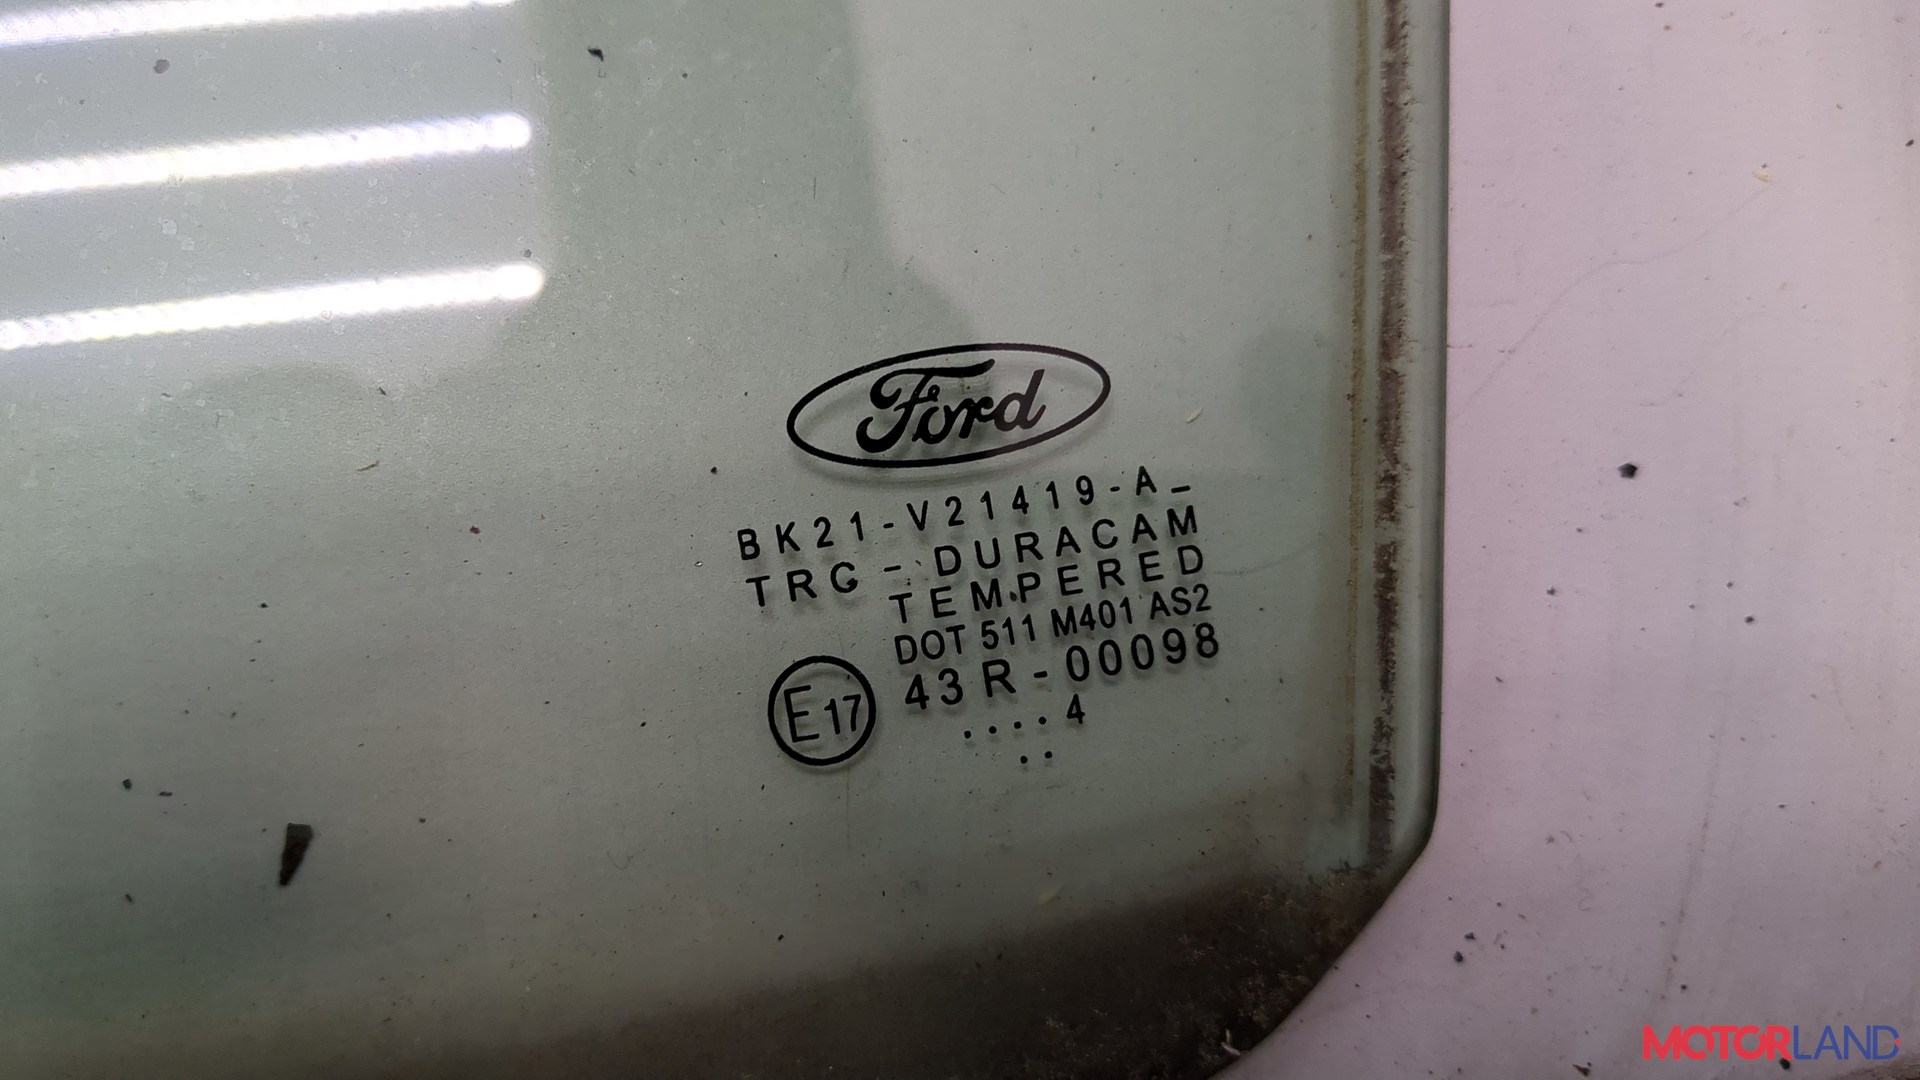 Ford
BK21-V21419-A_
TRG - DURACAM
TEMPERED
DOT 511 M401 AS2
E17
43R-00098
....4
..
MOTORLAND